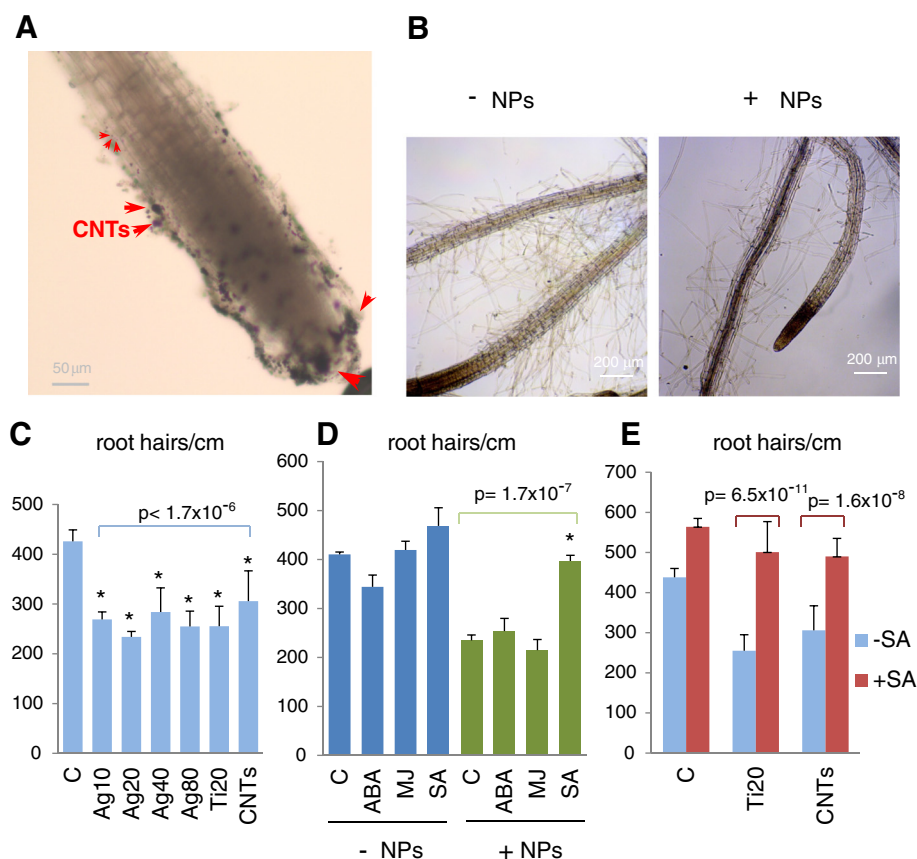 A
CNTs
50 μm
B
- NPs
+ NPs
200 μm
200 μm
C
root hairs/cm
p< 1.7x10⁻⁶
500
400
300
200
100
0
* * * * * *
C Ag10 Ag20 Ag40 Ag80 Ti20 CNTs
D
root hairs/cm
p= 1.7x10⁻⁷
600
500
400
300
200
100
0
*
C ABA MJ SA C ABA MJ SA
- NPs + NPs
E
root hairs/cm
p= 6.5x10⁻¹¹ p= 1.6x10⁻⁸
700
600
500
400
300
200
100
0
C Ti20 CNTs
-SA
+SA